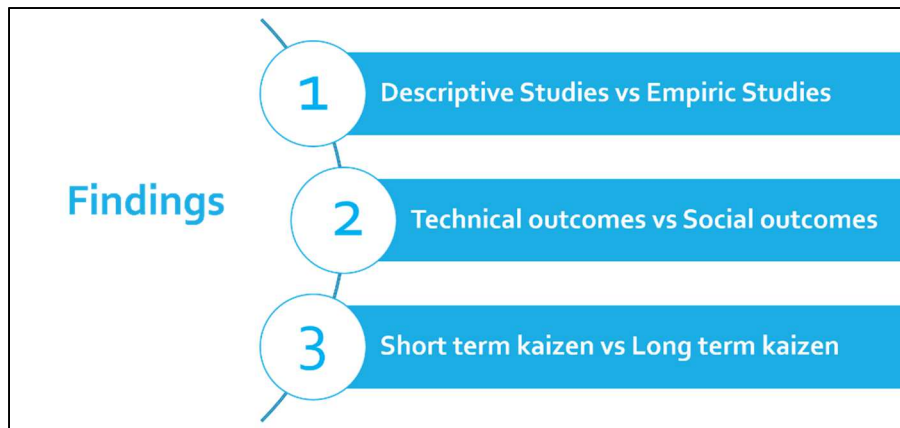 Findings
1
Descriptive Studies vs Empiric Studies
2
Technical outcomes vs Social outcomes
3
Short term kaizen vs Long term kaizen